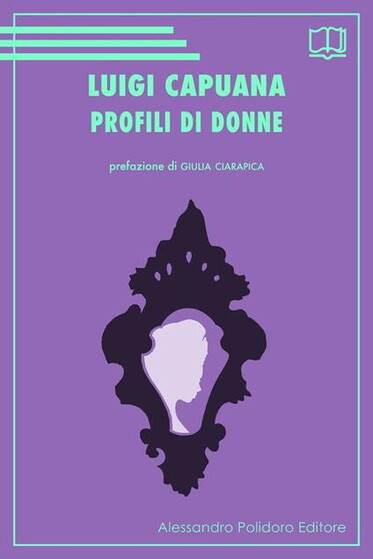 LUIGI CAPUANA
PROFILI DI DONNE
prefazione di GIULIA CIARAPICA
Alessandro Polidoro Editore